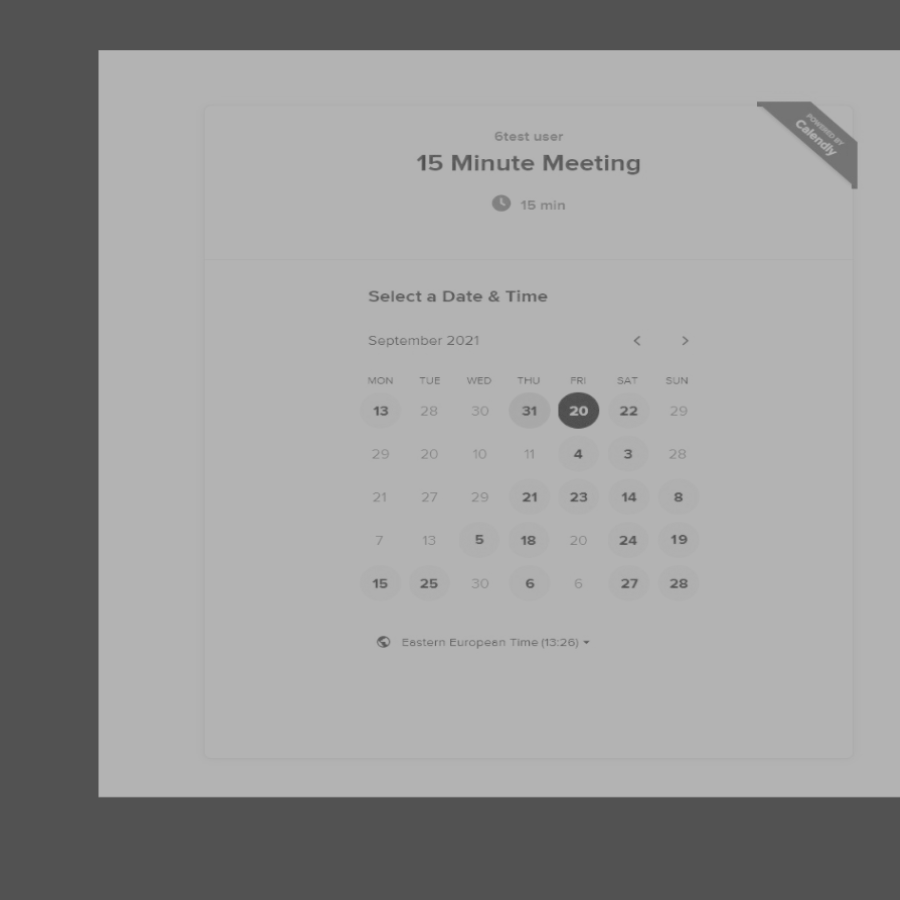 POWERED BY
Calendly
6test user
15 Minute Meeting
15 min
Select a Date & Time
September 2021
MON TUE WED THU FRI SAT SUN
13 28 30 31 20 22 29
29 20 10 11 4 3 28
21 27 29 21 23 14 8
7 13 5 18 20 24 19
15 25 30 6 6 27 28
Eastern European Time (13:26)